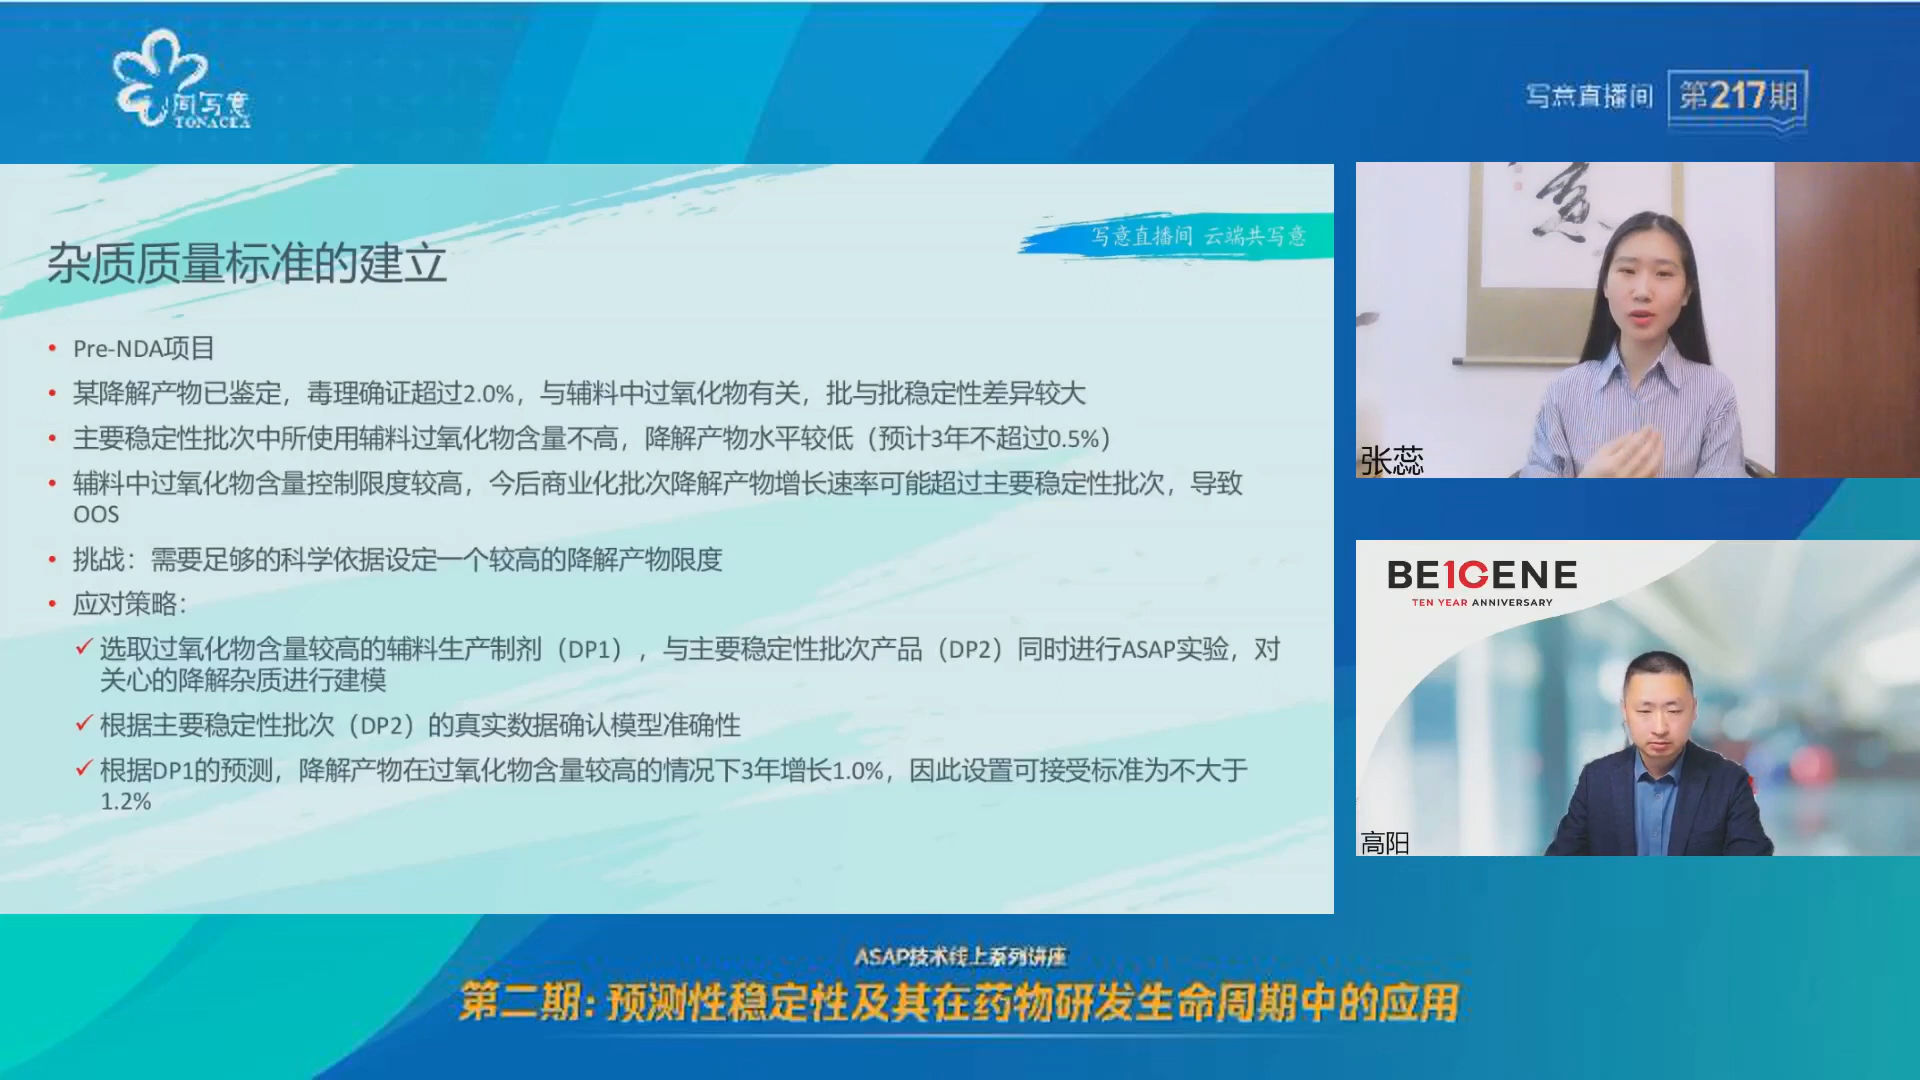 同写意
TONACEA
写意直播间 第217期
写意直播间 云端共写意
杂质质量标准的建立
• Pre-NDA项目
• 某降解产物已鉴定，毒理确证超过2.0%，与辅料中过氧化物有关，批与批稳定性差异较大
• 主要稳定性批次中所使用辅料过氧化物含量不高，降解产物水平较低（预计3年不超过0.5%）
• 辅料中过氧化物含量控制限度较高，今后商业化批次降解产物增长速率可能超过主要稳定性批次，导致
OOS
• 挑战：需要足够的科学依据设定一个较高的降解产物限度
• 应对策略：
✓ 选取过氧化物含量较高的辅料生产制剂（DP1），与主要稳定性批次产品（DP2）同时进行ASAP实验，对
关心的降解杂质进行建模
✓ 根据主要稳定性批次（DP2）的真实数据确认模型准确性
✓ 根据DP1的预测，降解产物在过氧化物含量较高的情况下3年增长1.0%，因此设置可接受标准为不大于
1.2%
张蕊
BE1GENE
TEN YEAR ANNIVERSARY
高阳
ASAP技术线上系列讲座
第二期：预测性稳定性及其在药物研发生命周期中的应用